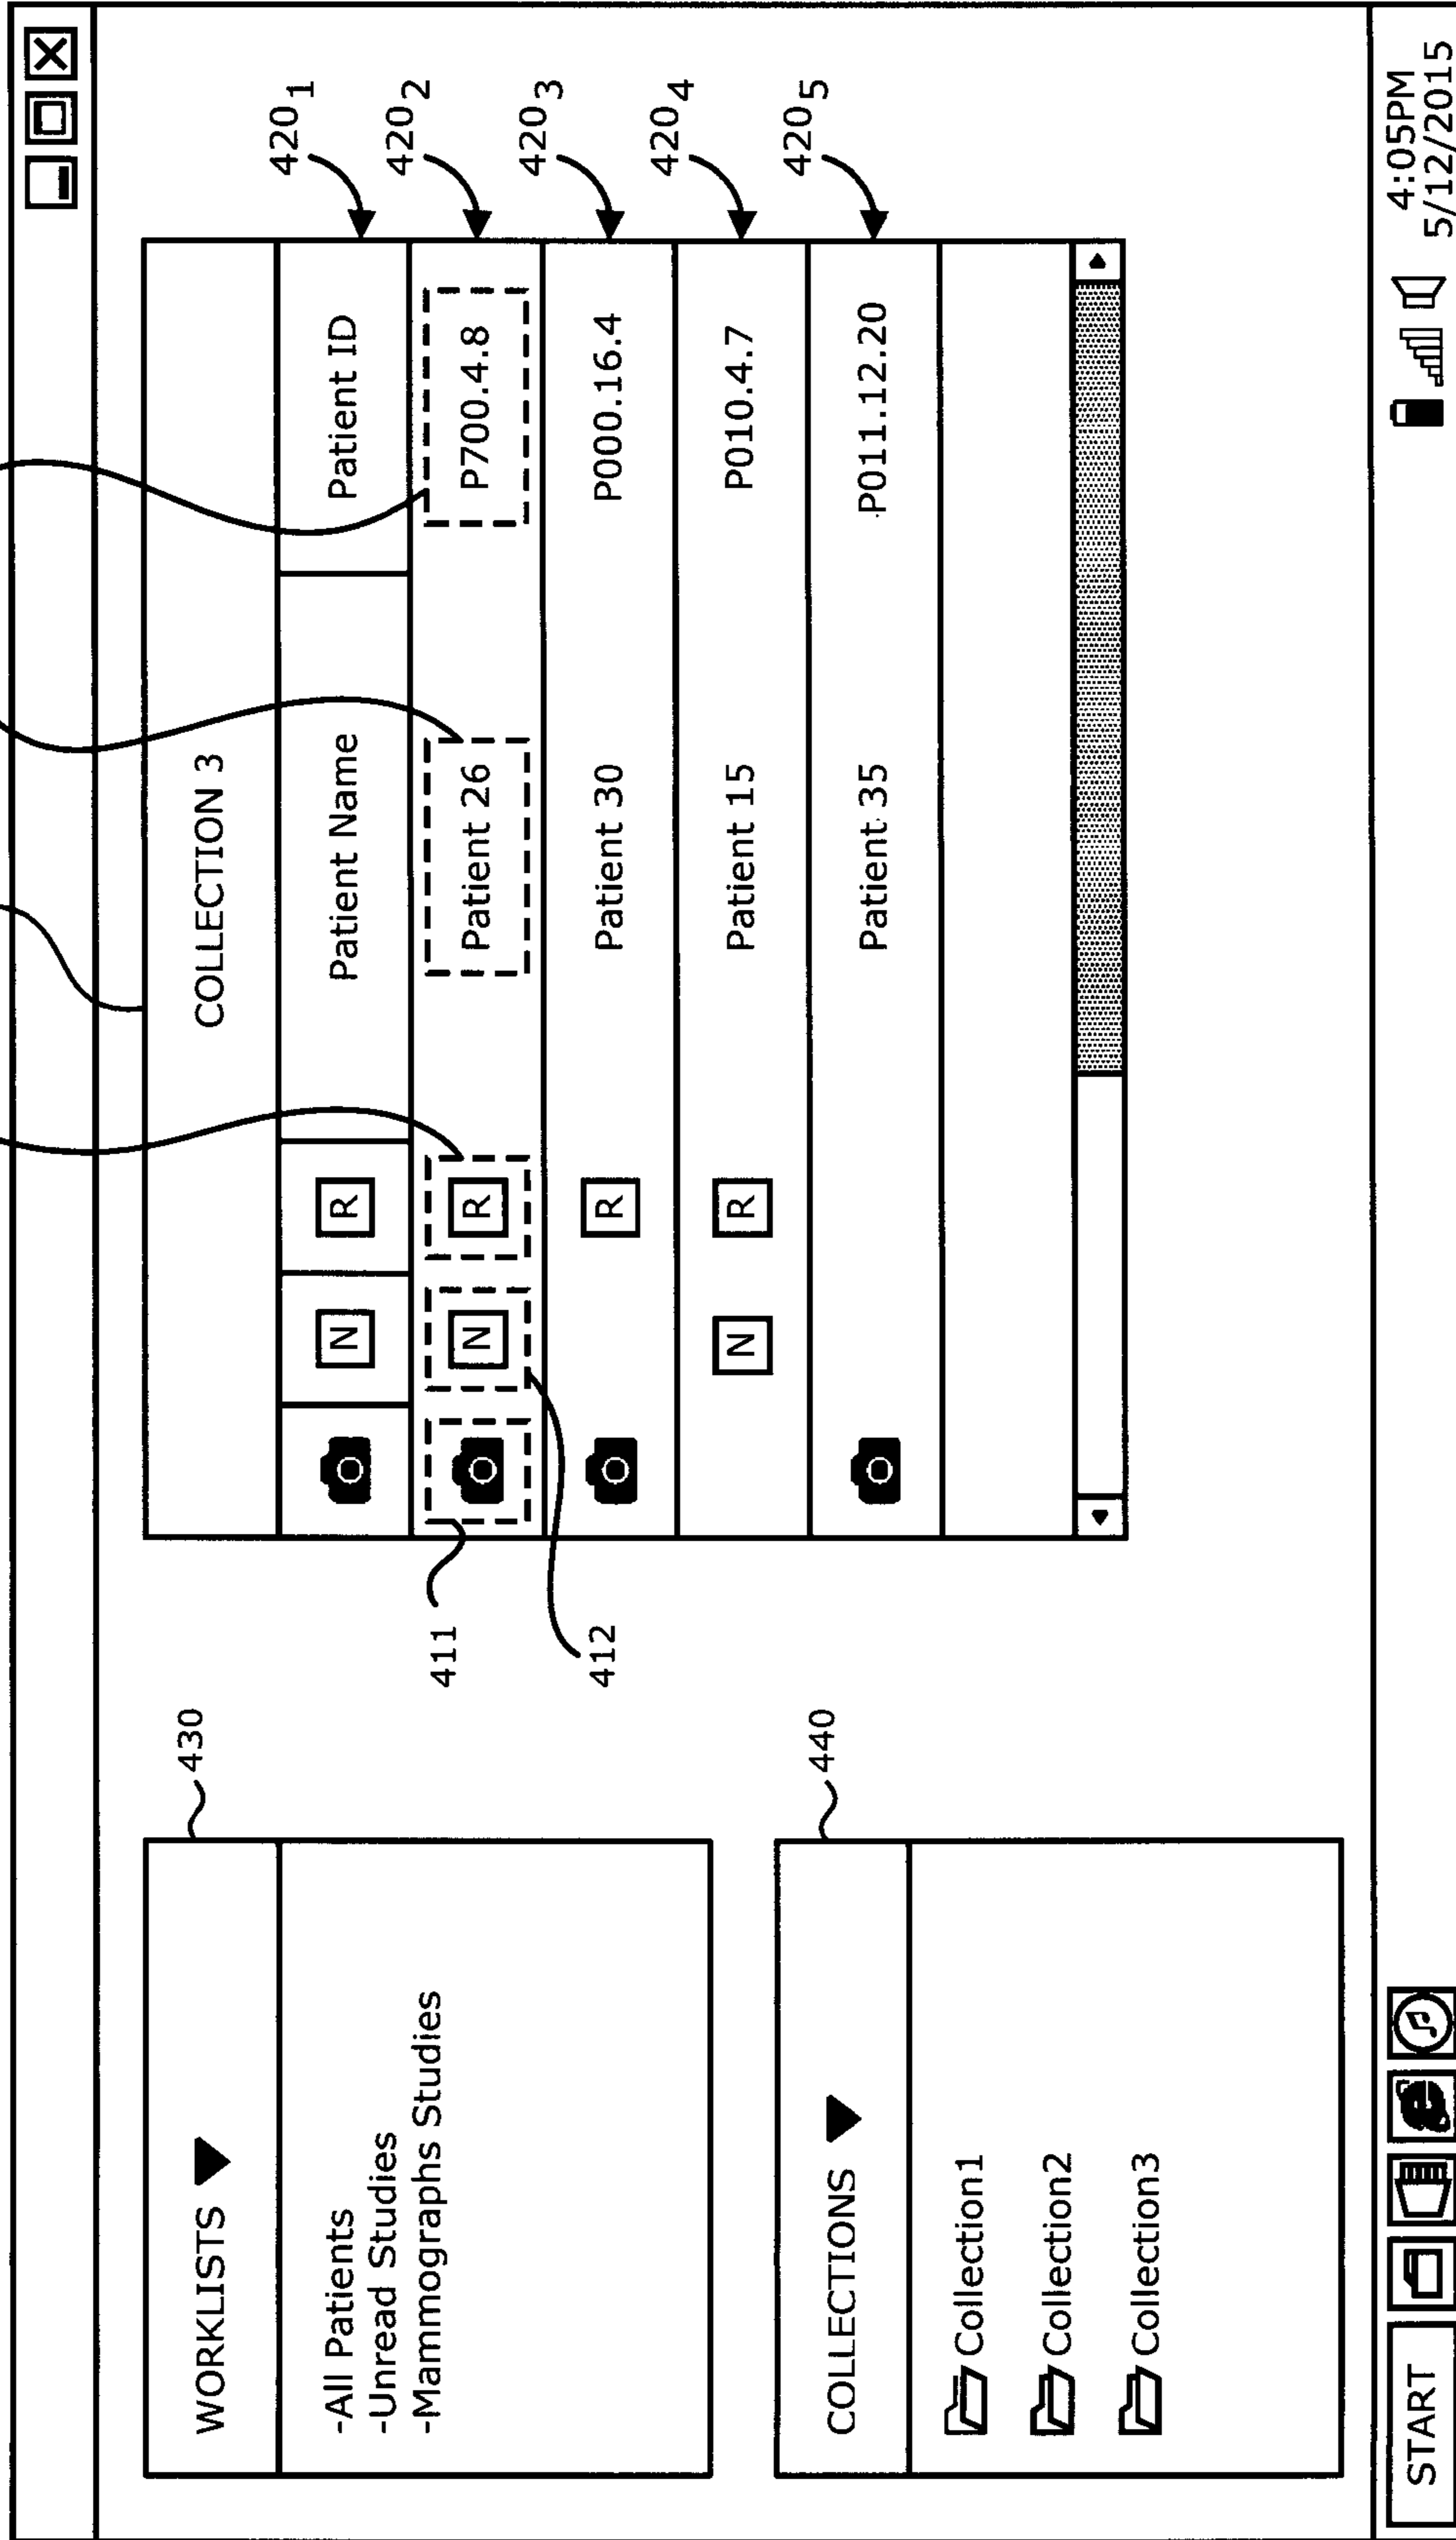 WORKLISTS
-All Patients
-Unread Studies
-Mammographs Studies
430
COLLECTIONS
Collection1
Collection2
Collection3
440
411
412
COLLECTION 3
N R Patient Name Patient ID
N R Patient 26 P700.4.8
R Patient 30 P000.16.4
N R Patient 15 P010.4.7
Patient 35 P011.12.20
420₁
420₂
420₃
420₄
420₅
START
4:05PM
5/12/2015